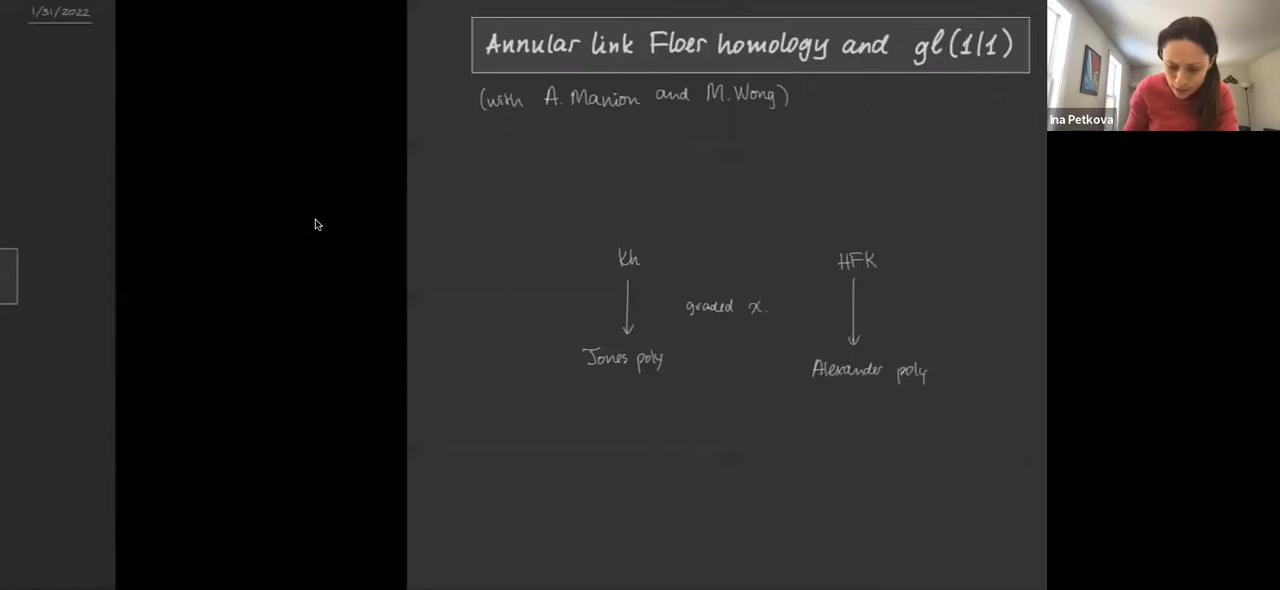 1/31/2022
Annular link Floer homology and gl(1|1)
(with A. Manion and M. Wong)
Kh
HFK
graded χ.
Jones poly
Alexander poly
Ina Petkova